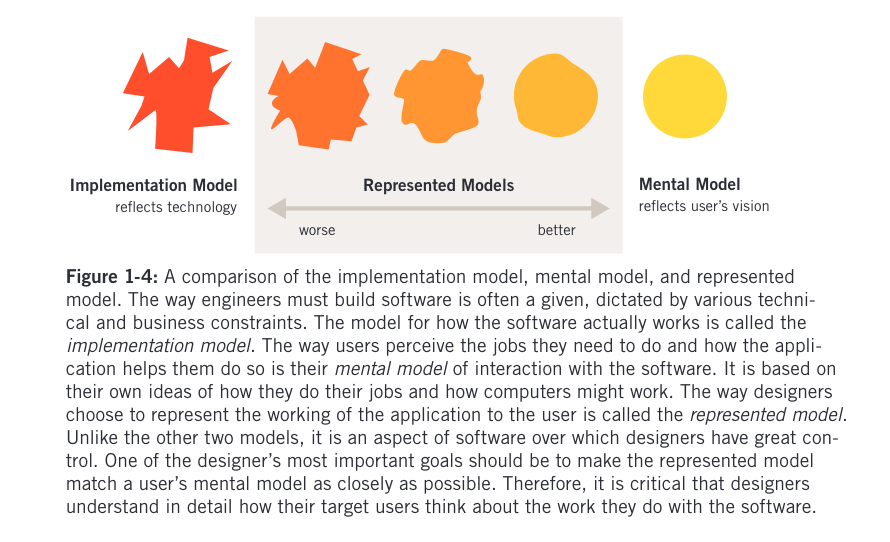 Implementation Model
reflects technology
Represented Models
worse
better
Mental Model
reflects user's vision
Figure 1-4: A comparison of the implementation model, mental model, and represented
model. The way engineers must build software is often a given, dictated by various techni-
cal and business constraints. The model for how the software actually works is called the
implementation model. The way users perceive the jobs they need to do and how the appli-
cation helps them do so is their mental model of interaction with the software. It is based on
their own ideas of how they do their jobs and how computers might work. The way designers
choose to represent the working of the application to the user is called the represented model.
Unlike the other two models, it is an aspect of software over which designers have great con-
trol. One of the designer's most important goals should be to make the represented model
match a user's mental model as closely as possible. Therefore, it is critical that designers
understand in detail how their target users think about the work they do with the software.